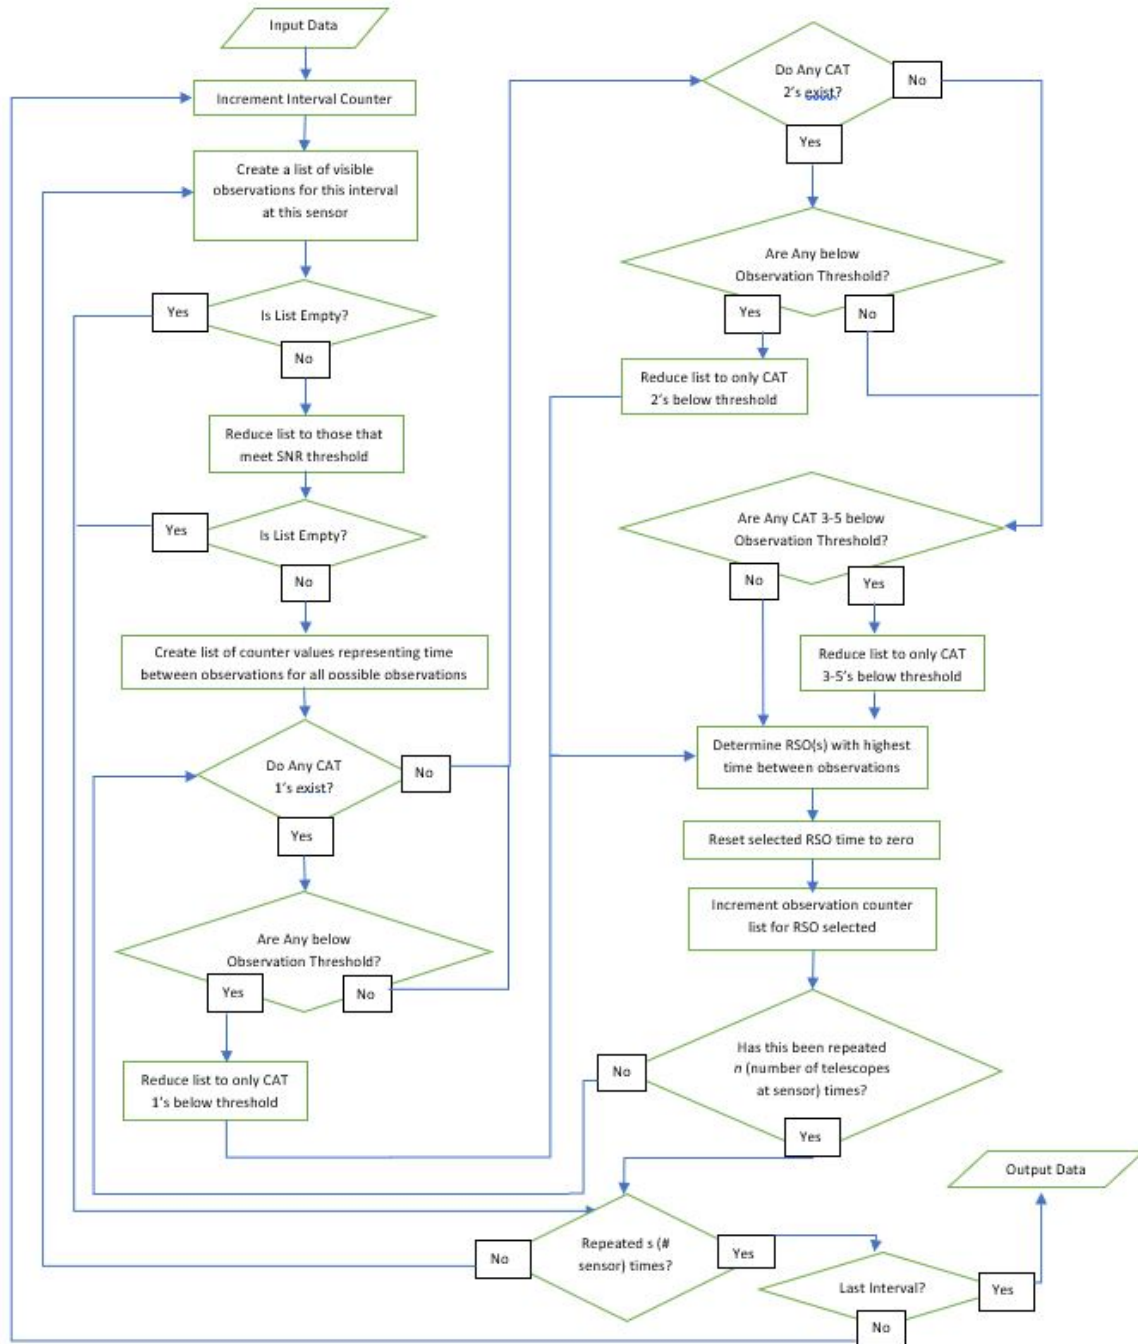 Input Data
Increment Interval Counter
Create a list of visible
observations for this interval
at this sensor
Yes
Is List Empty?
No
Reduce list to those that
meet SNR threshold
Yes
Is List Empty?
No
Create list of counter values representing time
between observations for all oossible observations
Do Any CAT
1's exist?
No
Yes
Are Any below
Observation Threshold?
Yes
No
Reduce list to only CAT
1's below threshold
Do Any CAT
2's exist?
No
Yes
Are Any below
Observation Threshold?
Yes
No
Reduce list to only CAT
2's below threshold
Are Any CAT 3-5 below
Observation Threshold?
No
Yes
Reduce list to only CAT
3-5's below threshold
Determine RSO(s) with highest
time between observations
Reset selected RSO time to zero
Increment observation counter
list for RSO selected
Has this been repeated
n (number of telescopes
at sensor) times?
No
Yes
Repeated s (#
sensor) times?
No
Yes
Last Interval?
Yes
No
Output Data